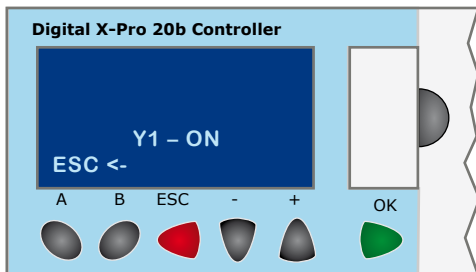 Digital X-Pro 20b Controller
Y1 – ON
ESC <-
A B ESC - + OK